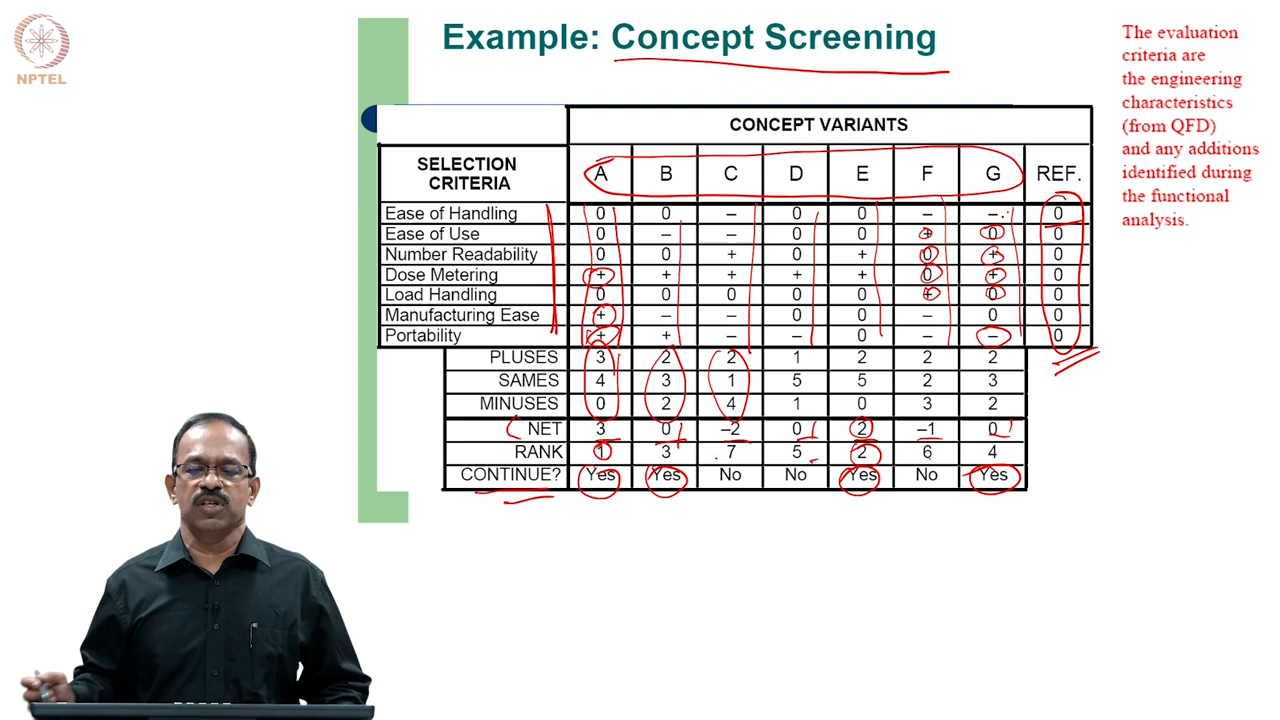 NPTEL
Example: Concept Screening
The evaluation
criteria are
the engineering
characteristics
(from QFD)
and any additions
identified during
the functional
analysis.
CONCEPT VARIANTS
SELECTION
CRITERIA A B C D E F G REF.
Ease of Handling 0 0 – 0 0 – – 0
Ease of Use 0 – – 0 0 + 0 0
Number Readability 0 0 + 0 + 0 + 0
Dose Metering + + + + + 0 + 0
Load Handling 0 0 0 0 0 + 0 0
Manufacturing Ease + – – 0 0 – 0 0
Portability + + – – 0 – – 0
PLUSES 3 2 2 1 2 2 2
SAMES 4 3 1 5 5 2 3
MINUSES 0 2 4 1 0 3 2
NET 3 0 –2 0 2 –1 0
RANK 1 3 7 5 2 6 4
CONTINUE? Yes Yes No No Yes No Yes